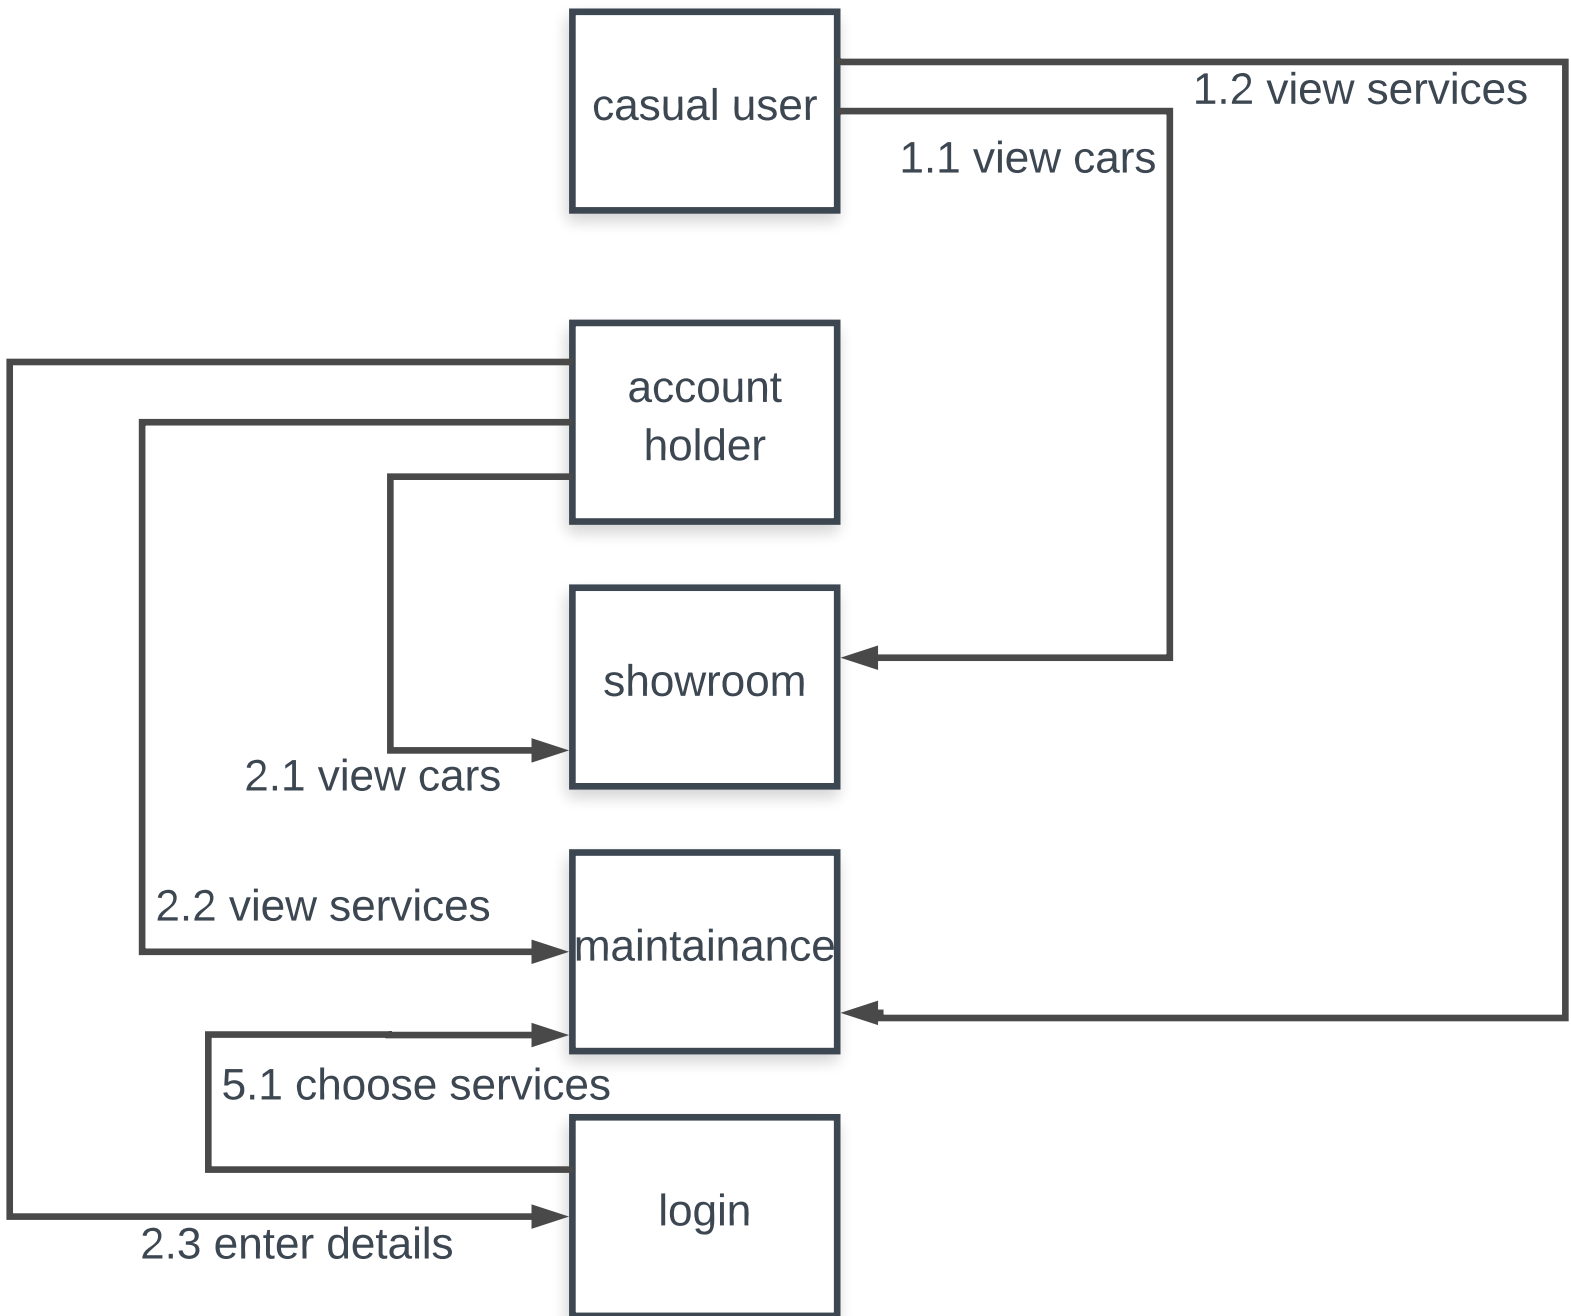 casual user
1.2 view services
1.1 view cars
account
holder
showroom
2.1 view cars
2.2 view services
maintainance
5.1 choose services
login
2.3 enter details